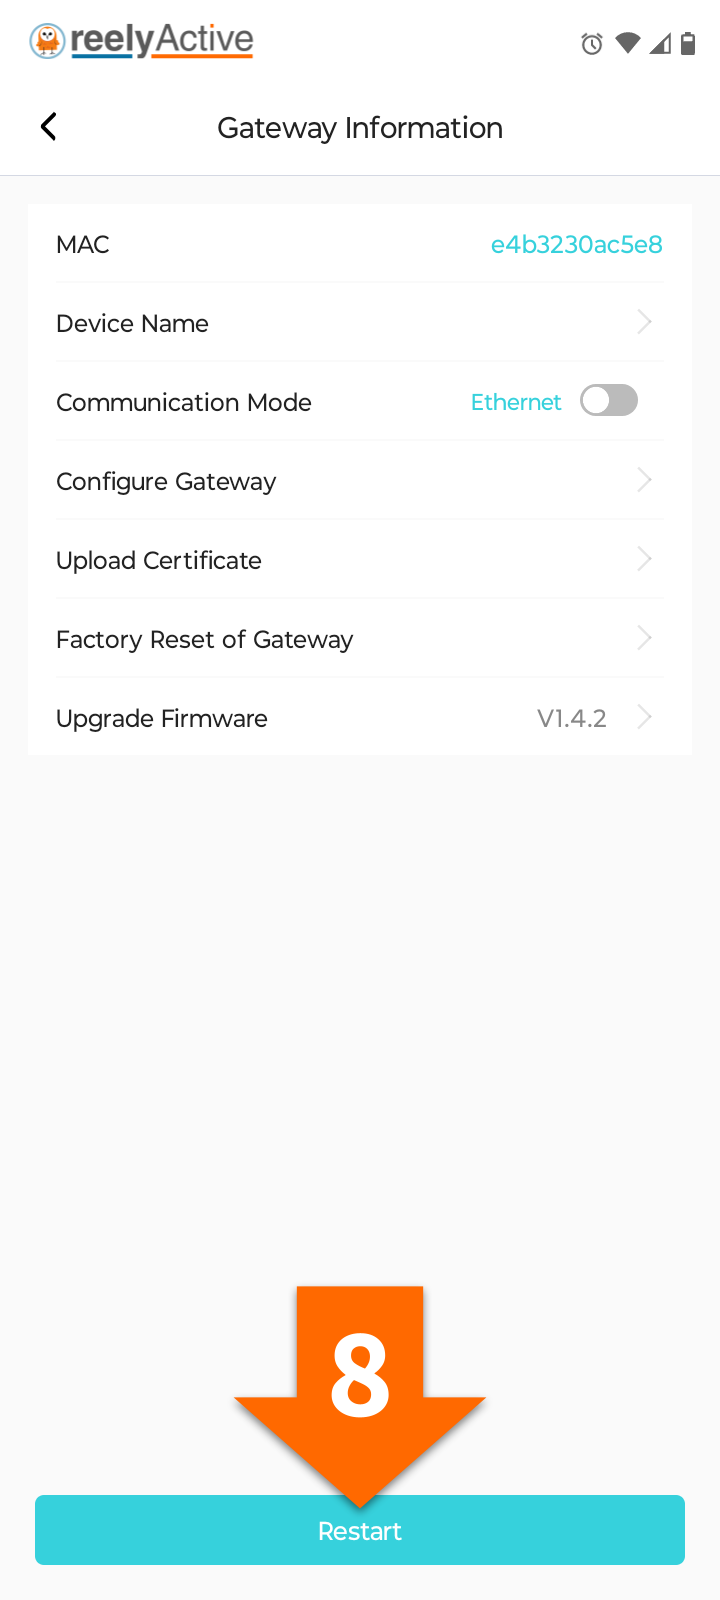 reelyActive
Gateway Information
MAC e4b3230ac5e8
Device Name
Communication Mode Ethernet
Configure Gateway
Upload Certificate
Factory Reset of Gateway
Upgrade Firmware V1.4.2
8
Restart